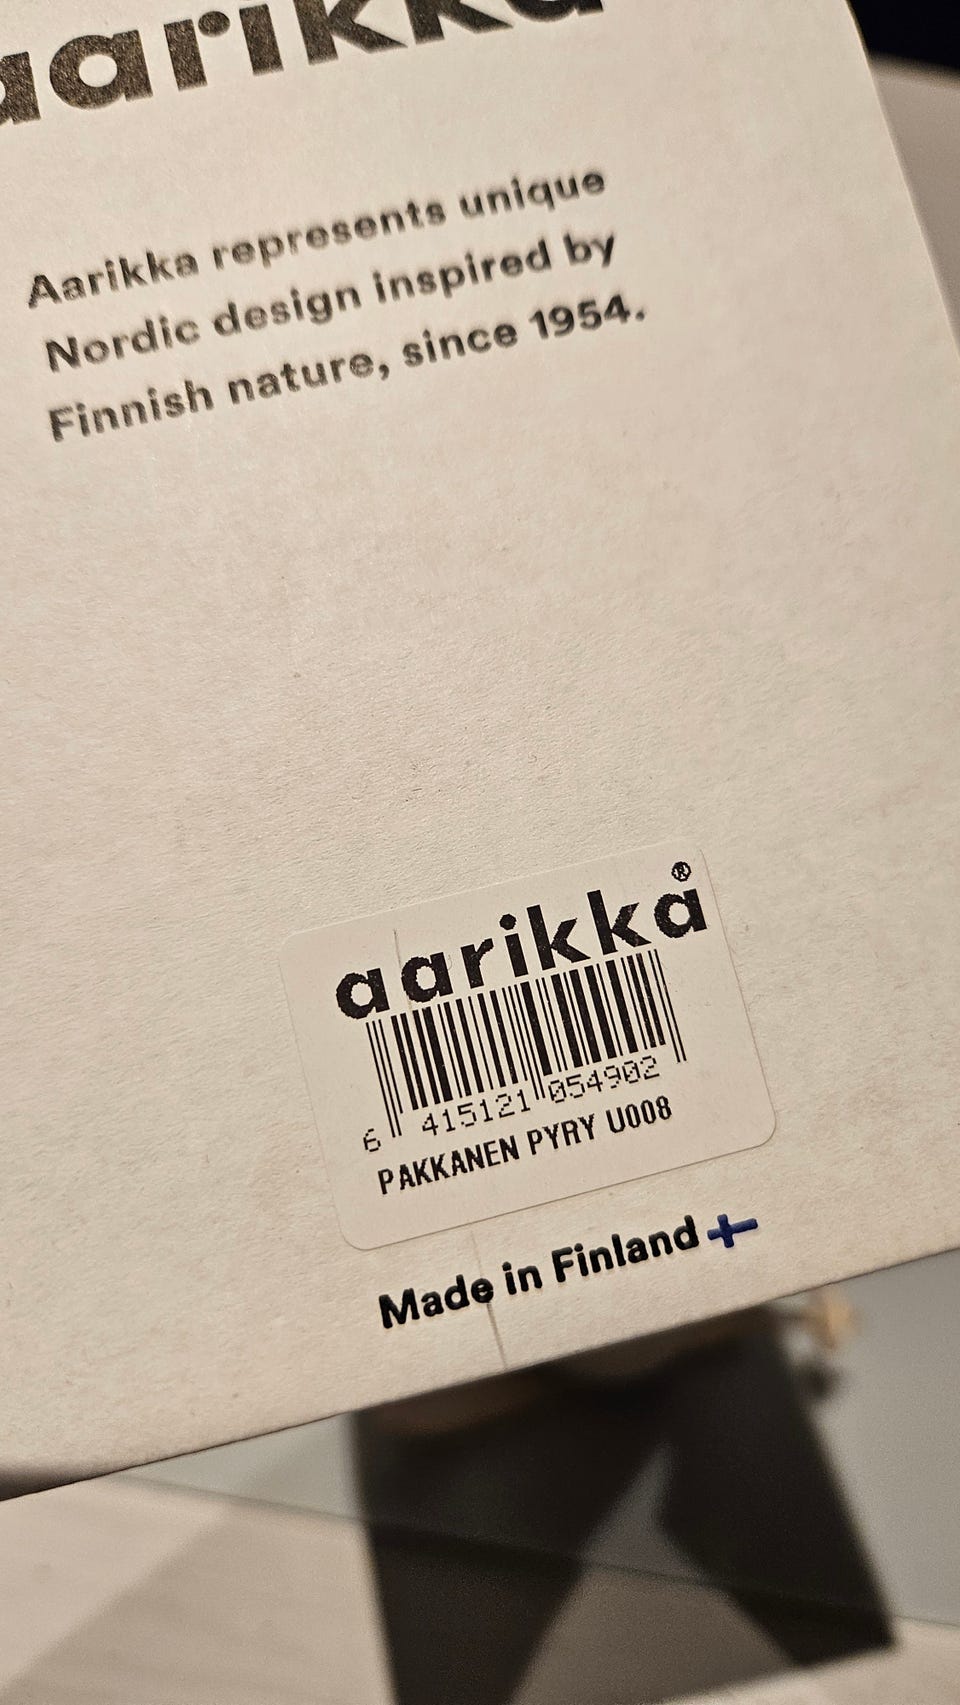 aarikka
Aarikka represents unique
Nordic design inspired by
Finnish nature, since 1954.
aarikka®
6 415121 054902
PAKKANEN PYRY U008
Made in Finland